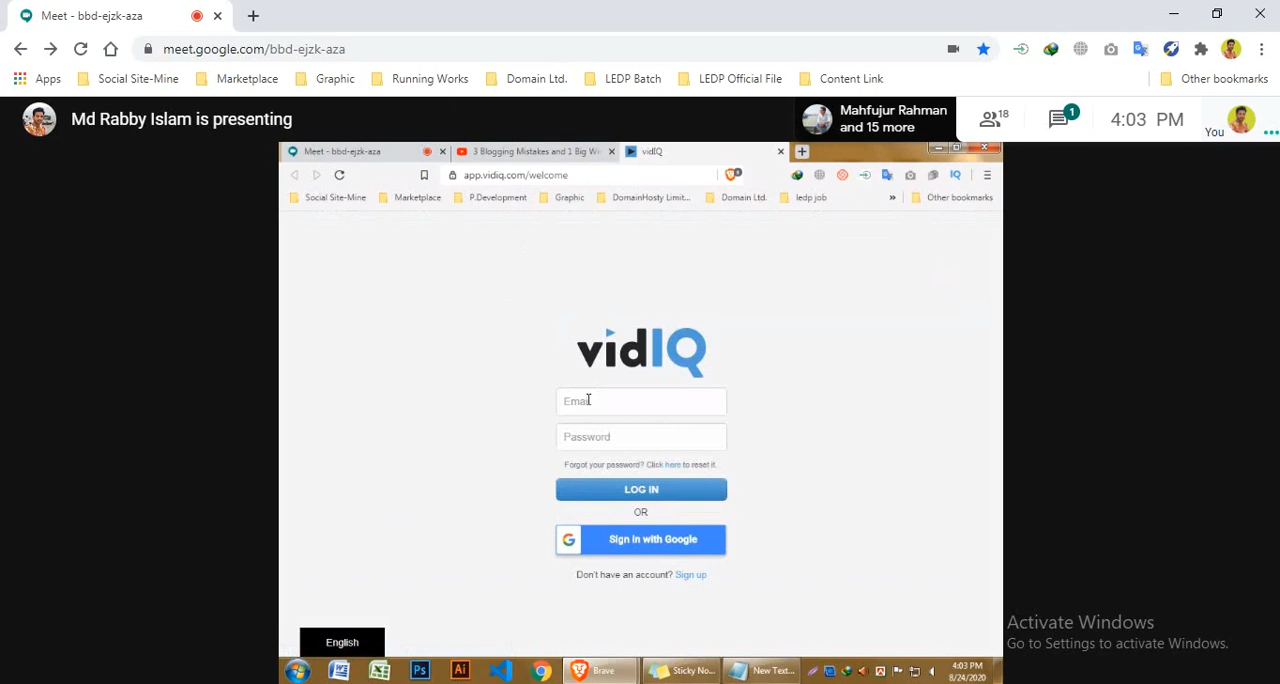 Meet - bbd-ejzk-aza
meet.google.com/bbd-ejzk-aza
Apps Social Site-Mine Marketplace Graphic Running Works Domain Ltd. LEDP Batch LEDP Official File Content Link Other bookmarks
Md Rabby Islam is presenting
Mahfujur Rahman
and 15 more
18
1
4:03 PM
You
Meet - bbd-ejzk-aza 3 Blogging Mistakes and 1 Big Wi vidIQ
app.vidiq.com/welcome
IQ
Social Site-Mine Marketplace P.Development Graphic DomainHosty Limit... Domain Ltd. ledp job » Other bookmarks
vidIQ
Email
Password
Forgot your password? Click here to reset it.
LOG IN
OR
Sign in with Google
Don't have an account? Sign up
English
Activate Windows
Go to Settings to activate Windows.
Ps Ai Brave Sticky No... New Text...
4:03 PM
8/24/2020